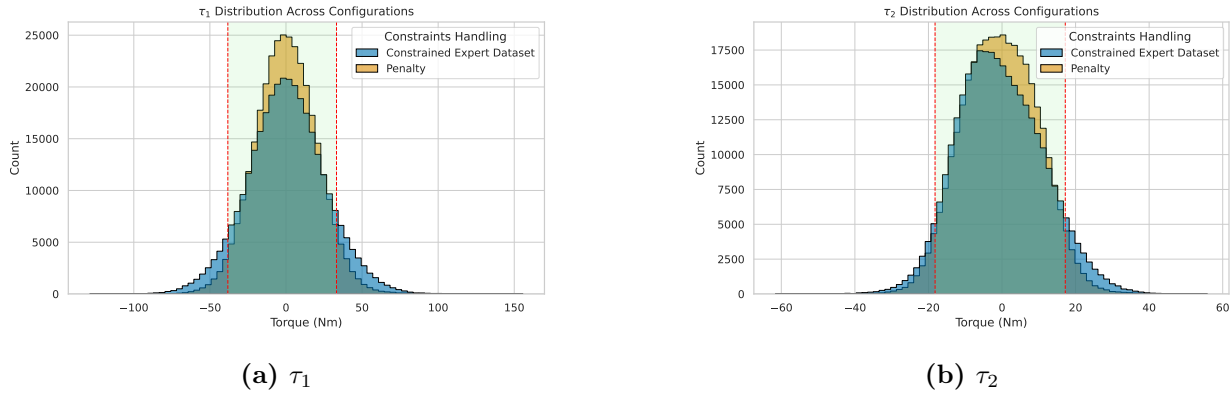 τ₁ Distribution Across Configurations
Constraints Handling
Constrained Expert Dataset
Penalty
Count
25000
20000
15000
10000
5000
0
−100
−50
0
50
100
150
Torque (Nm)
(a) τ₁
τ₂ Distribution Across Configurations
Constraints Handling
Constrained Expert Dataset
Penalty
Count
17500
15000
12500
10000
7500
5000
2500
0
−60
−40
−20
0
20
40
60
Torque (Nm)
(b) τ₂